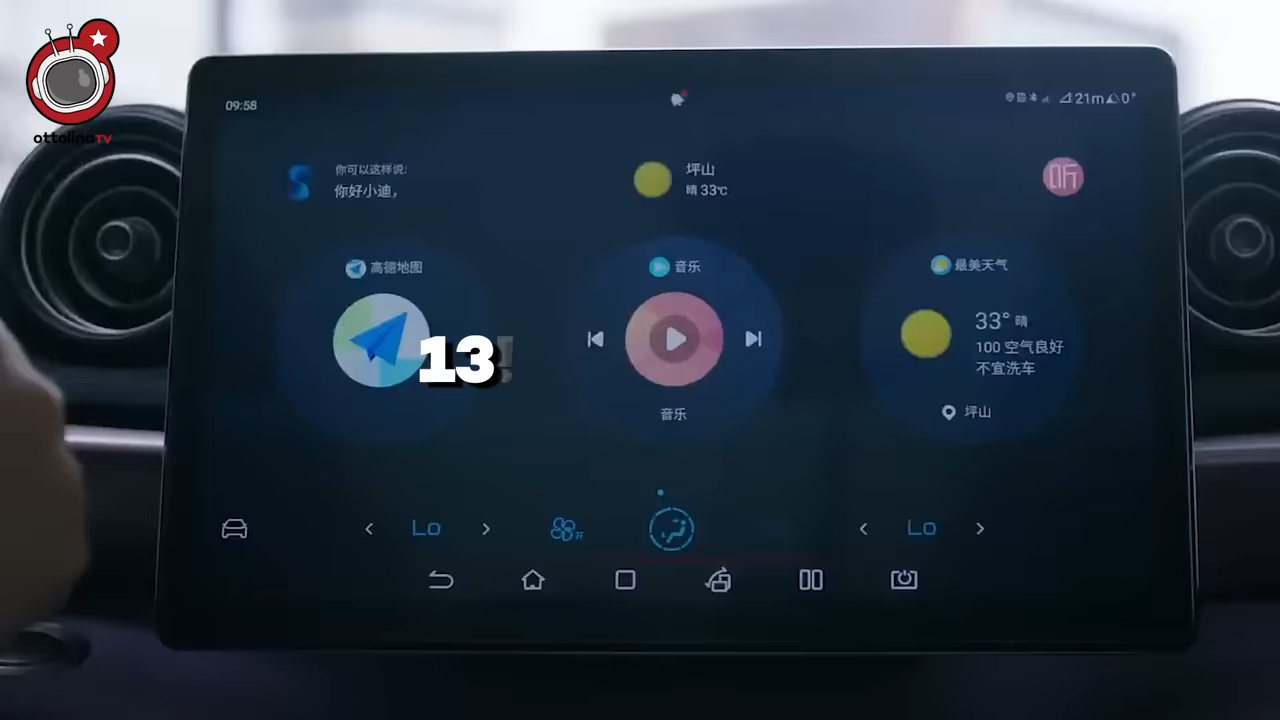 ottolinaTV
09:58
21m
0°
你可以这样说:
你好小迪，
坪山
晴 33℃
听
高德地图
音乐
最美天气
13!
33° 晴
100 空气良好
不宜洗车
音乐
坪山
Lo
开
Lo